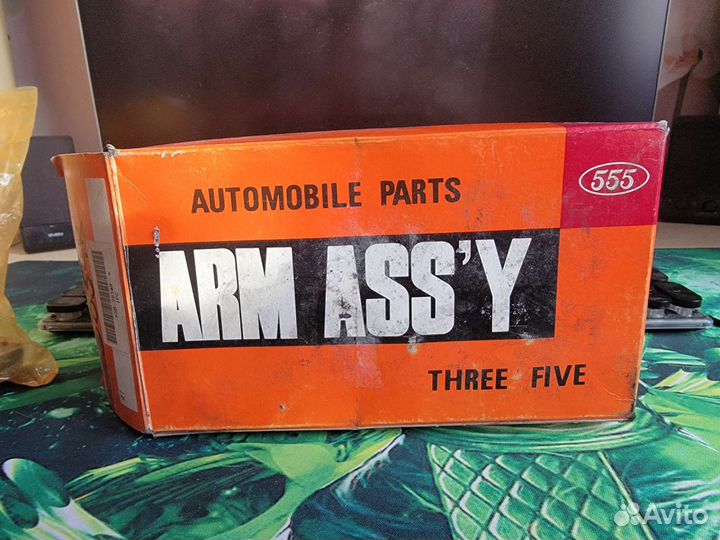 AUTOMOBILE PARTS
555
ARM ASS'Y
THREE FIVE
Avito